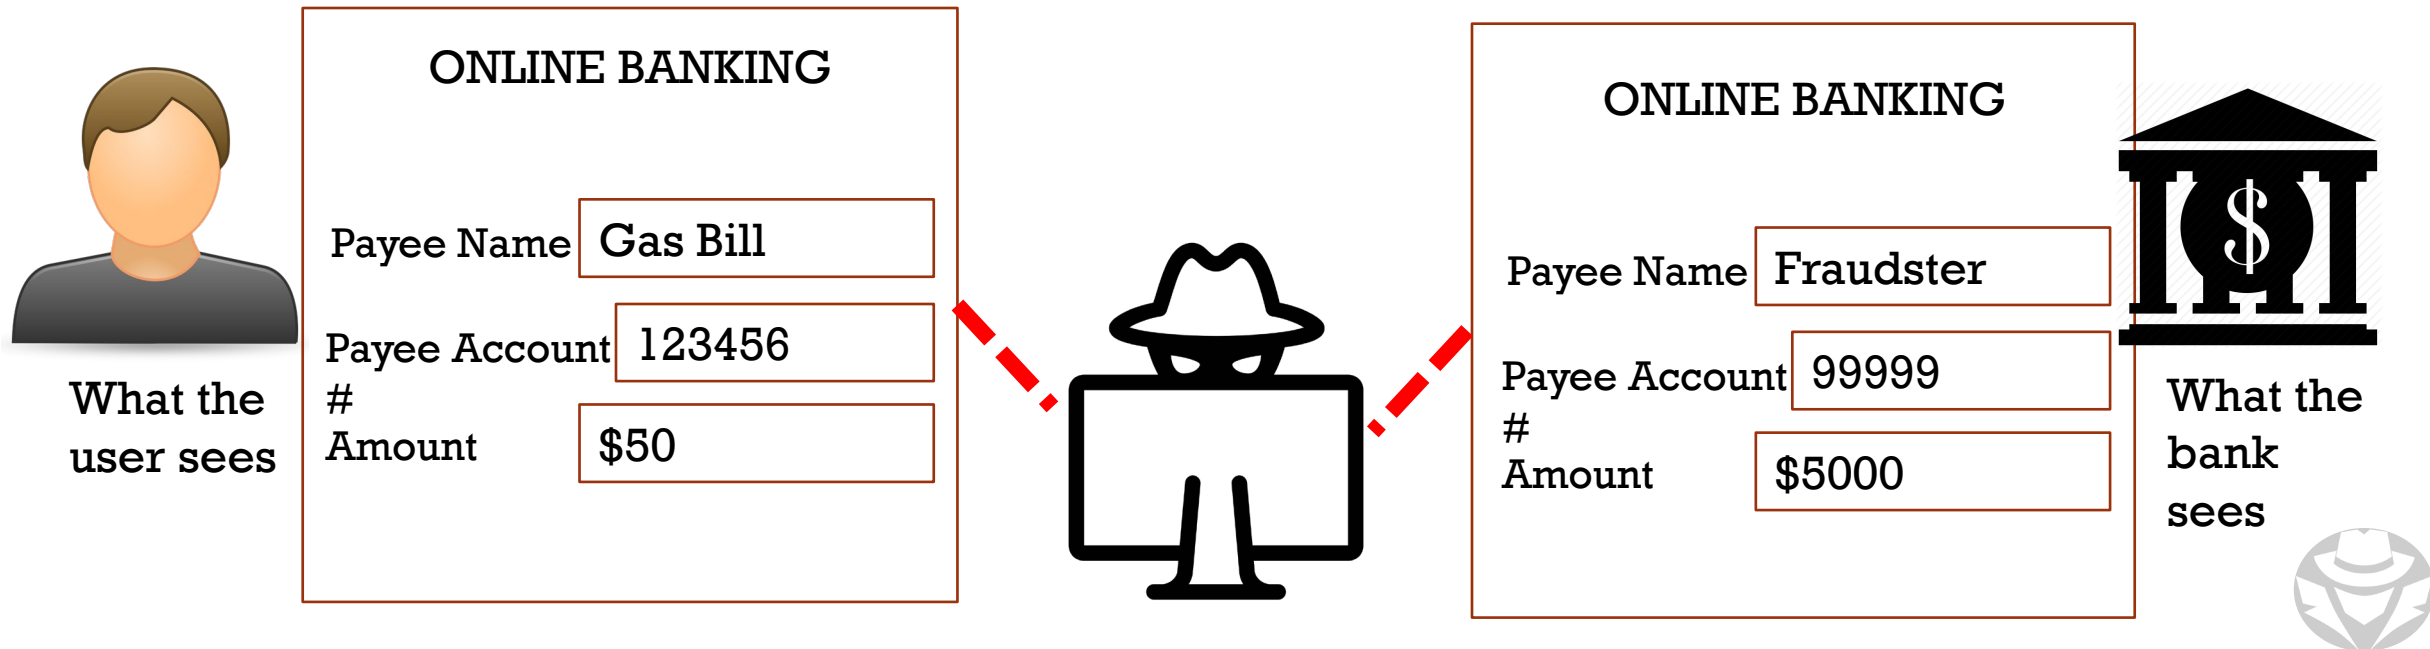 ONLINE BANKING
Payee Name Gas Bill
Payee Account 123456
#
Amount $50
What the
user sees
ONLINE BANKING
Payee Name Fraudster
Payee Account 99999
#
Amount $5000
$
What the
bank
sees